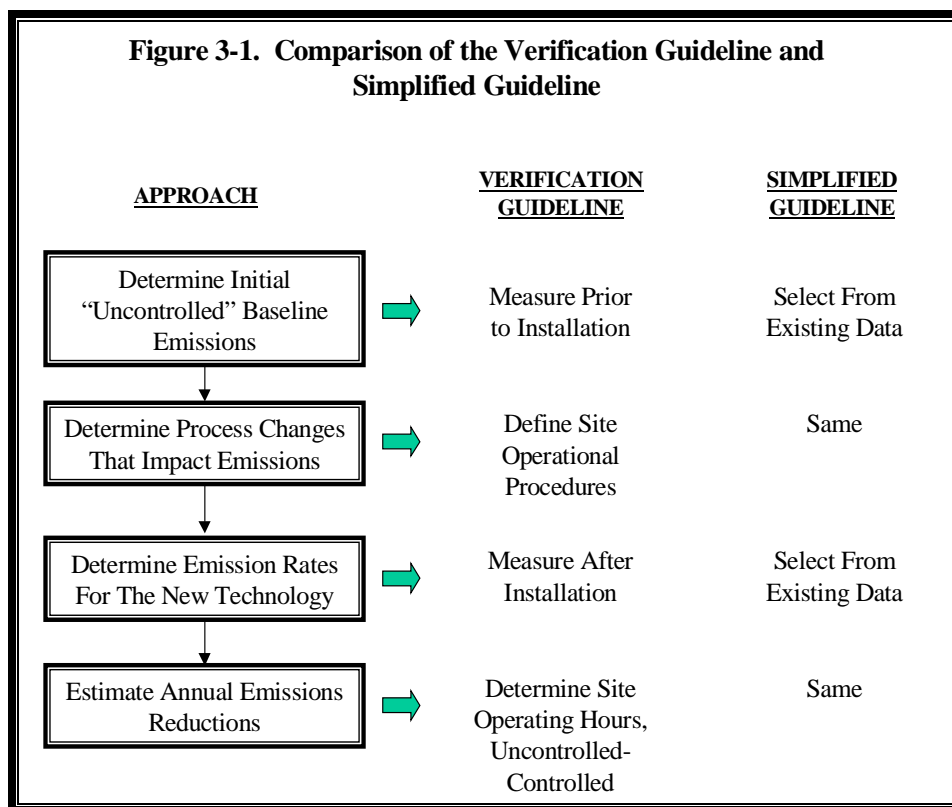 Figure 3-1. Comparison of the Verification Guideline and
Simplified Guideline
APPROACH
VERIFICATION
GUIDELINE
SIMPLIFIED
GUIDELINE
Determine Initial
“Uncontrolled” Baseline
Emissions
Measure Prior
to Installation
Select From
Existing Data
Determine Process Changes
That Impact Emissions
Define Site
Operational
Procedures
Same
Determine Emission Rates
For The New Technology
Measure After
Installation
Select From
Existing Data
Estimate Annual Emissions
Reductions
Determine Site
Operating Hours,
Uncontrolled-
Controlled
Same